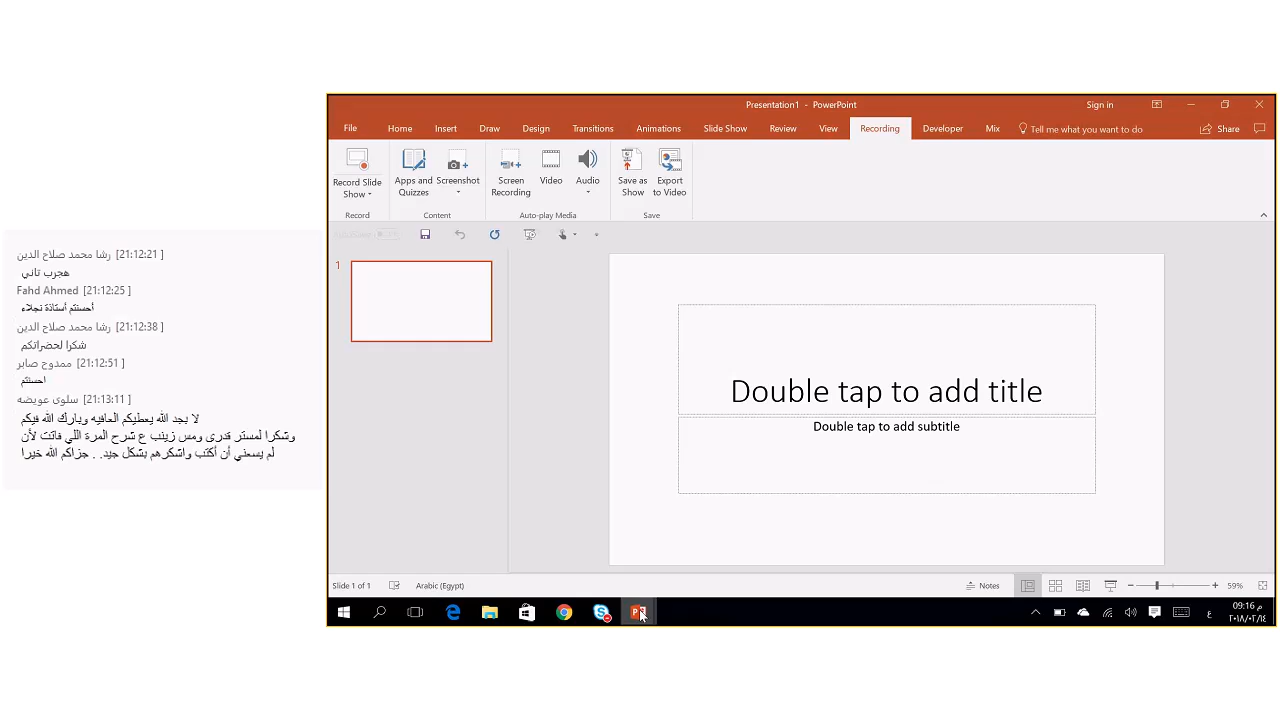 رشا محمد صلاح الدين [21:12:21 ]
هجرب تاني
Fahd Ahmed [21:12:25 ]
أحسنتم أستاذة نجلاء
رشا محمد صلاح الدين [21:12:38 ]
شكرا لحضراتكم
ممدوح صابر [21:12:51 ]
احسنتم
سلوى عويضه [21:13:11 ]
لا بجد الله يعطيكم العافيه وبارك الله فيكم
وشكرا لمستر قدرى ومس زينب ع شرح المرة اللي فاتت لأن
لم يسعني أن أكتب واشكرهم بشكل جيد. . جزاكم الله خيرا
Presentation1 - PowerPoint
Sign in
File Home Insert Draw Design Transitions Animations Slide Show Review View Recording Developer Mix Tell me what you want to do Share
Record Slide Show
Apps and Quizzes
Screenshot
Screen Recording
Video
Audio
Save as Show
Export to Video
Record Content Auto-play Media Save
1
Double tap to add title
Double tap to add subtitle
Slide 1 of 1 Arabic (Egypt) Notes 59%
ع
09:16 م
٢٠١٨/٠٢/١٤